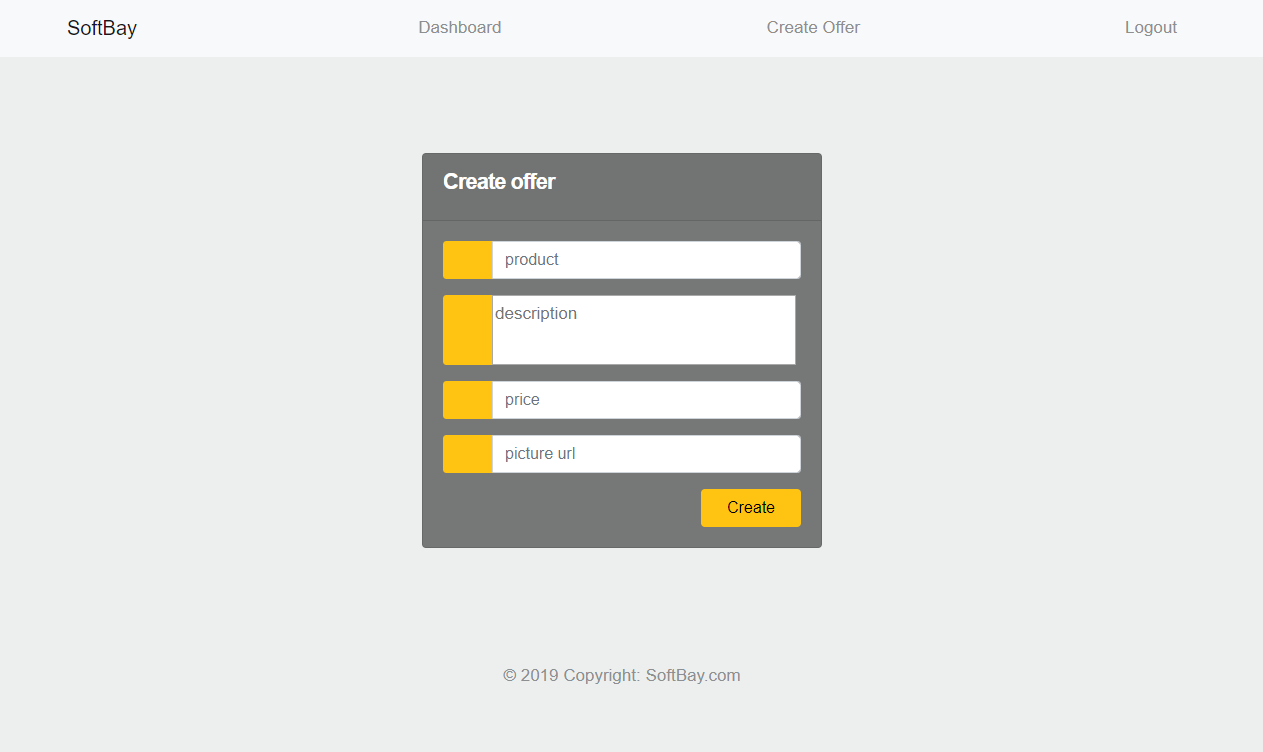 SoftBay Dashboard Create Offer Logout
Create offer
product
description
price
picture url
Create
© 2019 Copyright: SoftBay.com